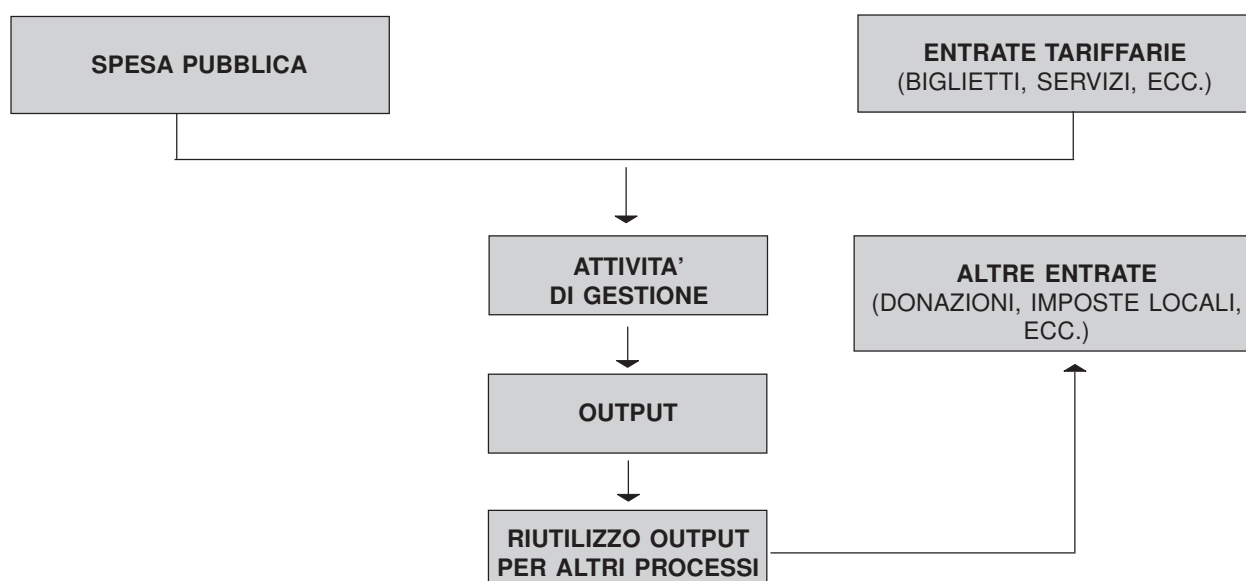 SPESA PUBBLICA
ENTRATE TARIFFARIE
(BIGLIETTI, SERVIZI, ECC.)
ATTIVITA’
DI GESTIONE
ALTRE ENTRATE
(DONAZIONI, IMPOSTE LOCALI,
ECC.)
OUTPUT
RIUTILIZZO OUTPUT
PER ALTRI PROCESSI